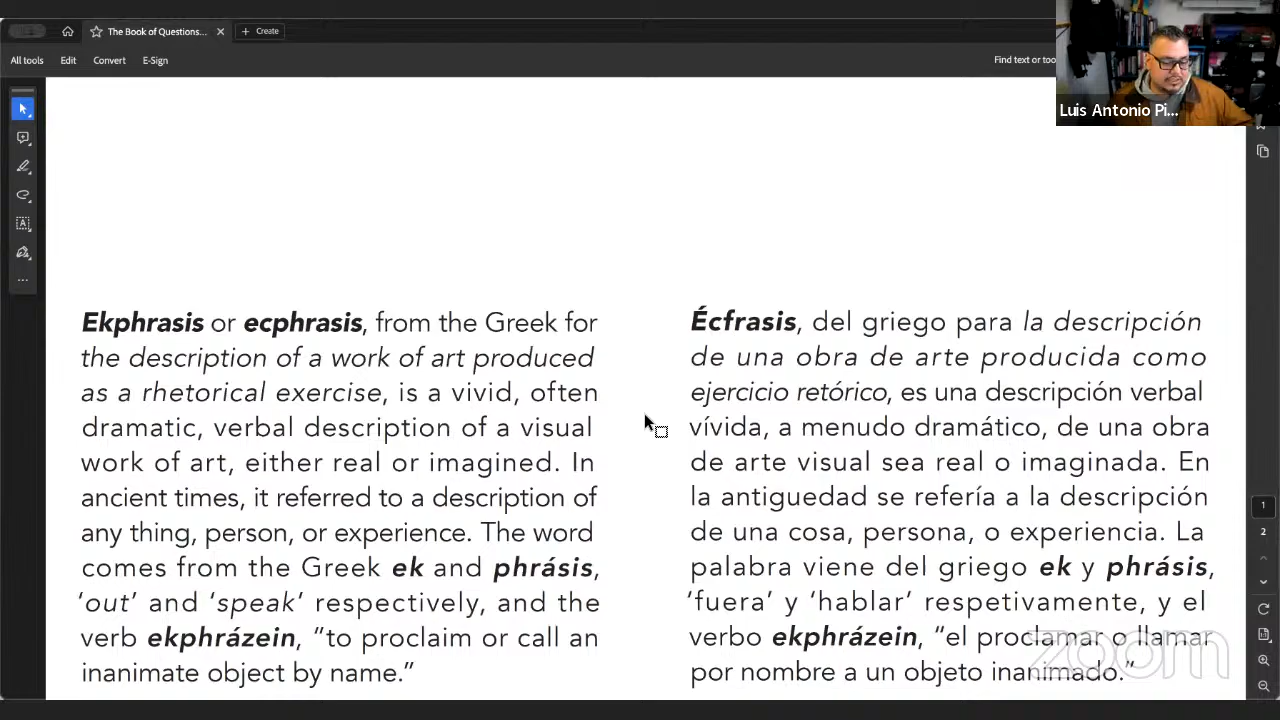 The Book of Questions...
Create
All tools
Edit
Convert
E-Sign
Find text or too
Luis Antonio Pi...
Ekphrasis or ecphrasis, from the Greek for
the description of a work of art produced
as a rhetorical exercise, is a vivid, often
dramatic, verbal description of a visual
work of art, either real or imagined. In
ancient times, it referred to a description of
any thing, person, or experience. The word
comes from the Greek ek and phrásis,
‘out’ and ‘speak’ respectively, and the
verb ekphrázein, “to proclaim or call an
inanimate object by name.”
Écfrasis, del griego para la descripción
de una obra de arte producida como
ejercicio retórico, es una descripción verbal
vívida, a menudo dramático, de una obra
de arte visual sea real o imaginada. En
la antiguedad se refería a la descripción
de una cosa, persona, o experiencia. La
palabra viene del griego ek y phrásis,
‘fuera’ y ‘hablar’ respetivamente, y el
verbo ekphrázein, “el proclamar o llamar
por nombre a un objeto inanimado.”
1
2
zoom